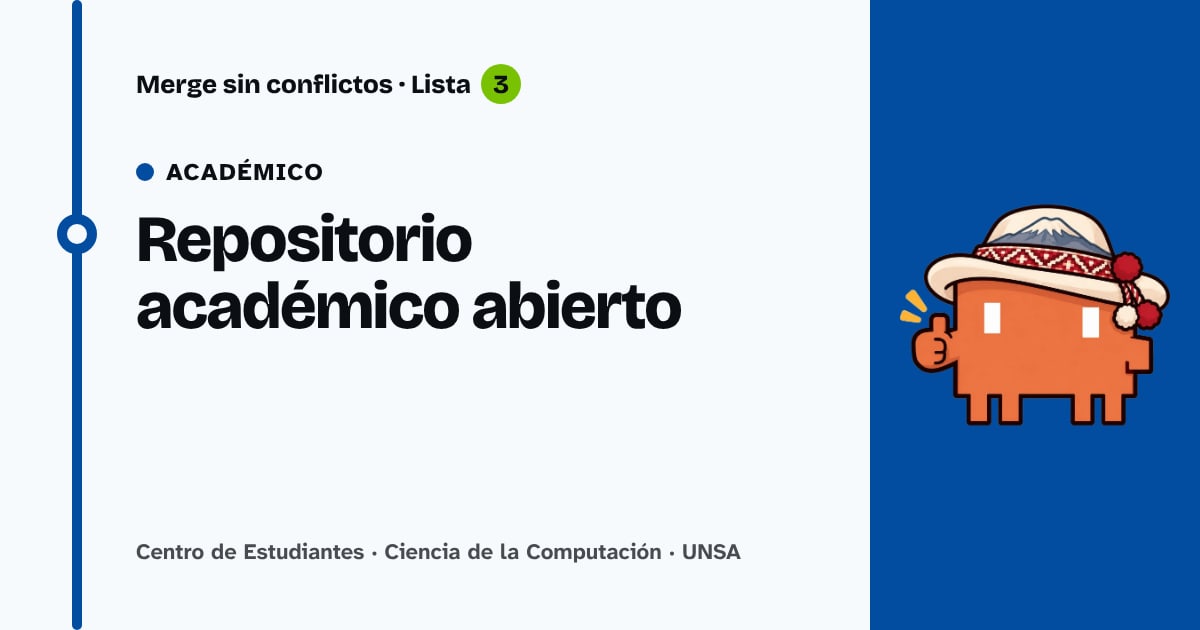 Merge sin conflictos · Lista 3
ACADÉMICO
Repositorio
académico abierto
Centro de Estudiantes · Ciencia de la Computación · UNSA